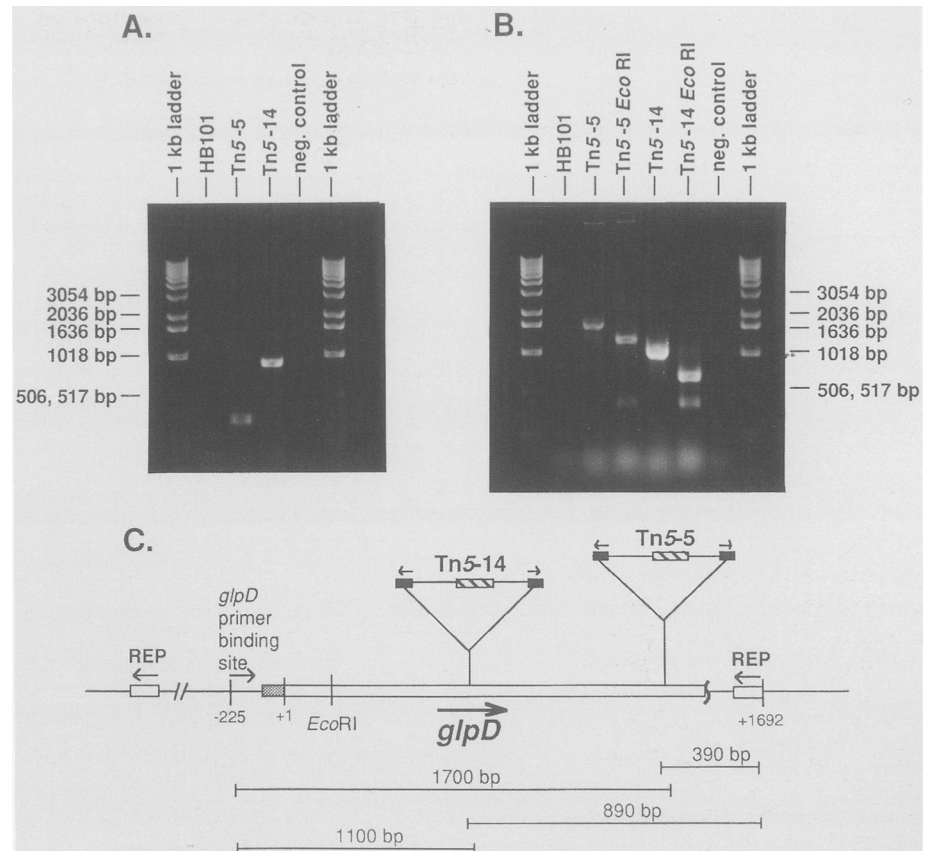 A.
1 kb ladder
HB101
Tn5-5
Tn5-14
neg. control
1 kb ladder
3054 bp
2036 bp
1636 bp
1018 bp
506, 517 bp
B.
1 kb ladder
HB101
Tn5-5
Tn5-5 Eco RI
Tn5-14
Tn5-14 Eco RI
neg. control
1 kb ladder
3054 bp
2036 bp
1636 bp
1018 bp
506, 517 bp
C.
Tn5-14
Tn5-5
glpD
primer
binding
site
REP
REP
-225
+1
EcoRI
glpD
+1692
390 bp
1700 bp
890 bp
1100 bp